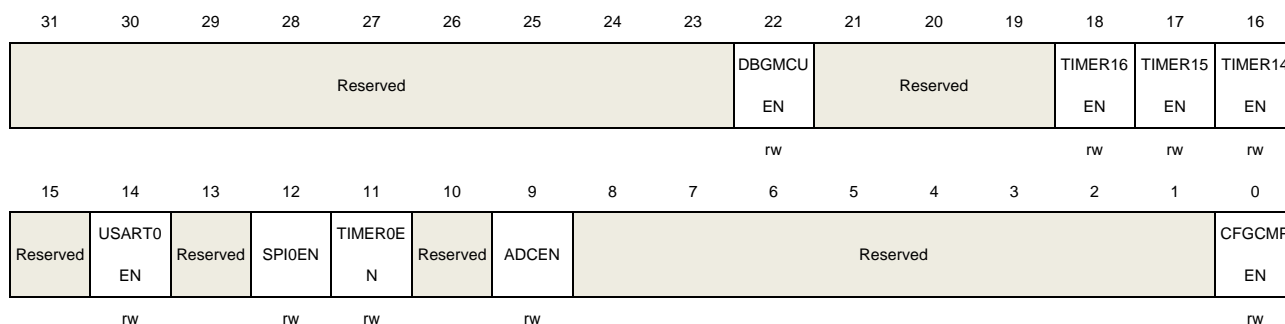 31 30 29 28 27 26 25 24 23 22 21 20 19 18 17 16
Reserved DBGMCU EN Reserved TIMER16 EN TIMER15 EN TIMER14 EN
rw rw rw rw
15 14 13 12 11 10 9 8 7 6 5 4 3 2 1 0
Reserved USART0 EN Reserved SPI0EN TIMER0E N Reserved ADCEN Reserved CFGCMP EN
rw rw rw rw rw